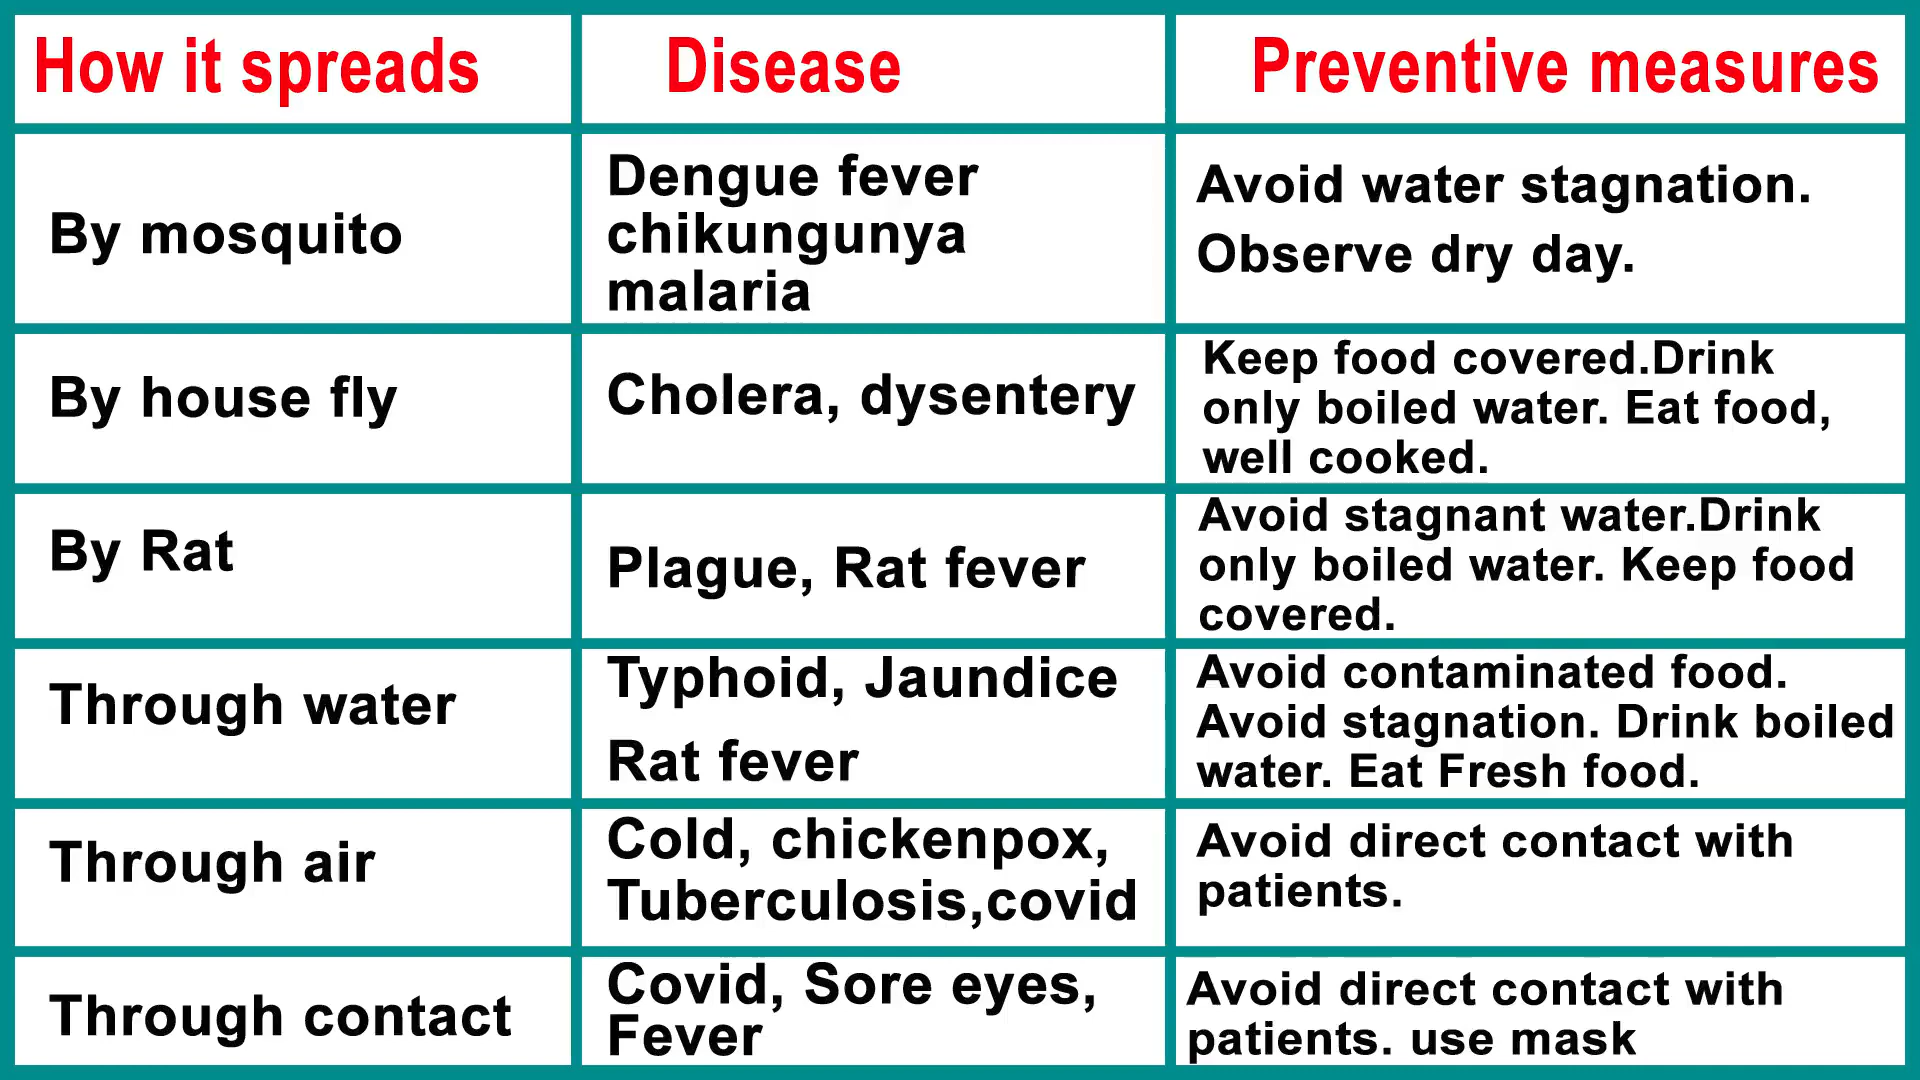 How it spreads
Disease
Preventive measures
By mosquito
Dengue fever
chikungunya
malaria
Avoid water stagnation.
Observe dry day.
By house fly
Cholera, dysentery
Keep food covered.Drink
only boiled water. Eat food,
well cooked.
By Rat
Plague, Rat fever
Avoid stagnant water.Drink
only boiled water. Keep food
covered.
Through water
Typhoid, Jaundice
Rat fever
Avoid contaminated food.
Avoid stagnation. Drink boiled
water. Eat Fresh food.
Through air
Cold, chickenpox,
Tuberculosis,covid
Avoid direct contact with
patients.
Through contact
Covid, Sore eyes,
Fever
Avoid direct contact with
patients. use mask